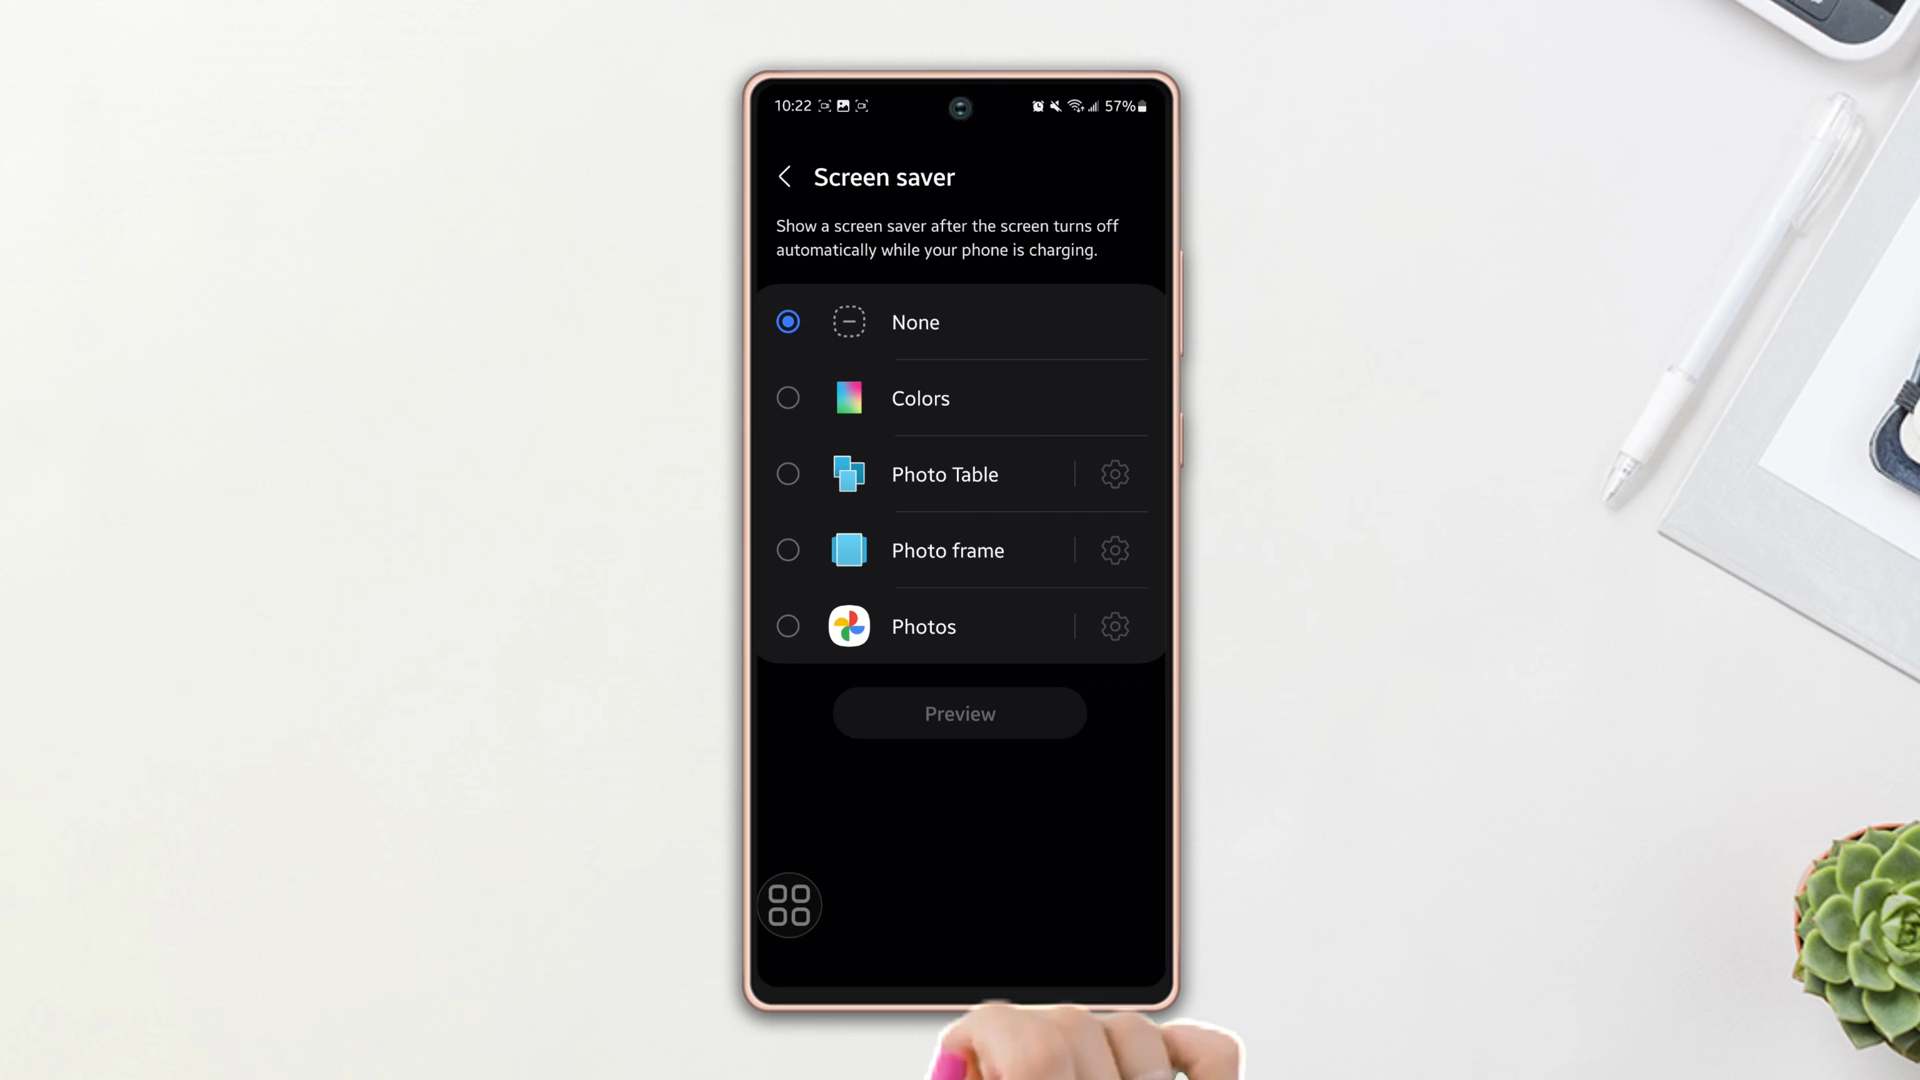 10:22 57%
Screen saver
Show a screen saver after the screen turns off
automatically while your phone is charging.
None
Colors
Photo Table
Photo frame
Photos
Preview